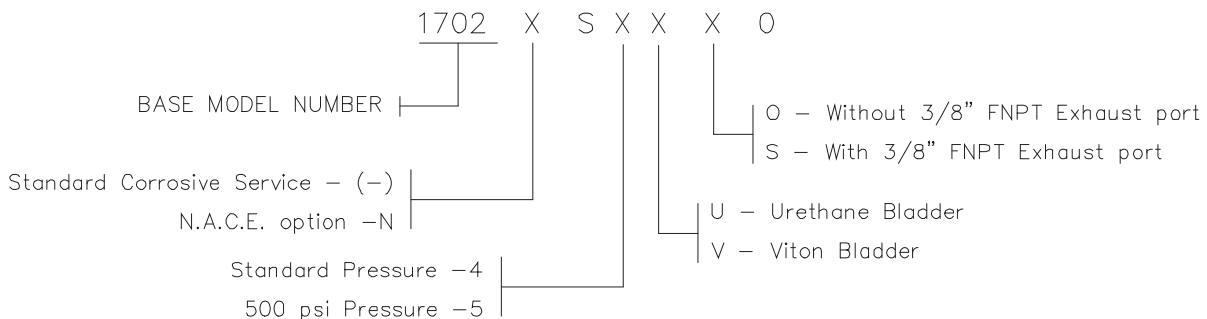 1702 X S X X X O
BASE MODEL NUMBER
O – Without 3/8" FNPT Exhaust port
S – With 3/8" FNPT Exhaust port
Standard Corrosive Service – (-)
N.A.C.E. option –N
U – Urethane Bladder
V – Viton Bladder
Standard Pressure –4
500 psi Pressure –5